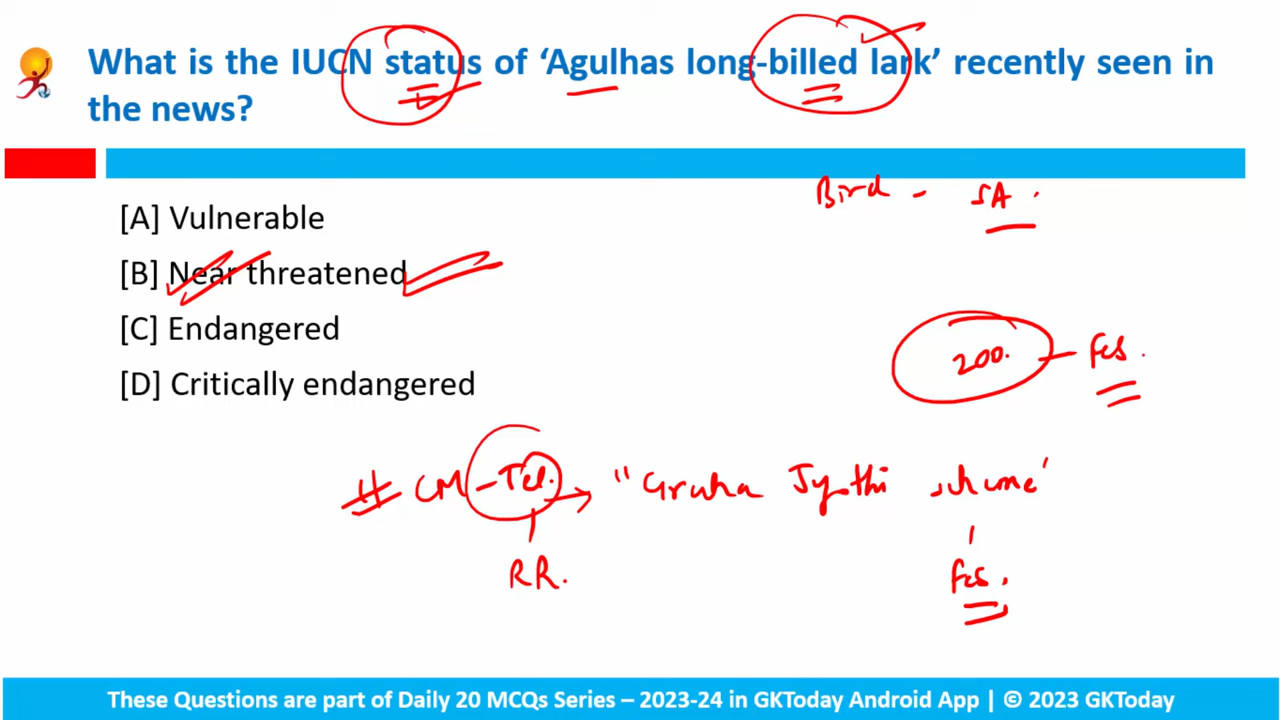 What is the IUCN status of ‘Agulhas long-billed lark’ recently seen in
the news?
Bird - SA.
[A] Vulnerable
[B] Near threatened
[C] Endangered
200. - Fcs.
[D] Critically endangered
# CM - Tel. → "Gruha Jyothi scheme"
RR.
Fcs.
These Questions are part of Daily 20 MCQs Series – 2023-24 in GKToday Android App | © 2023 GKToday